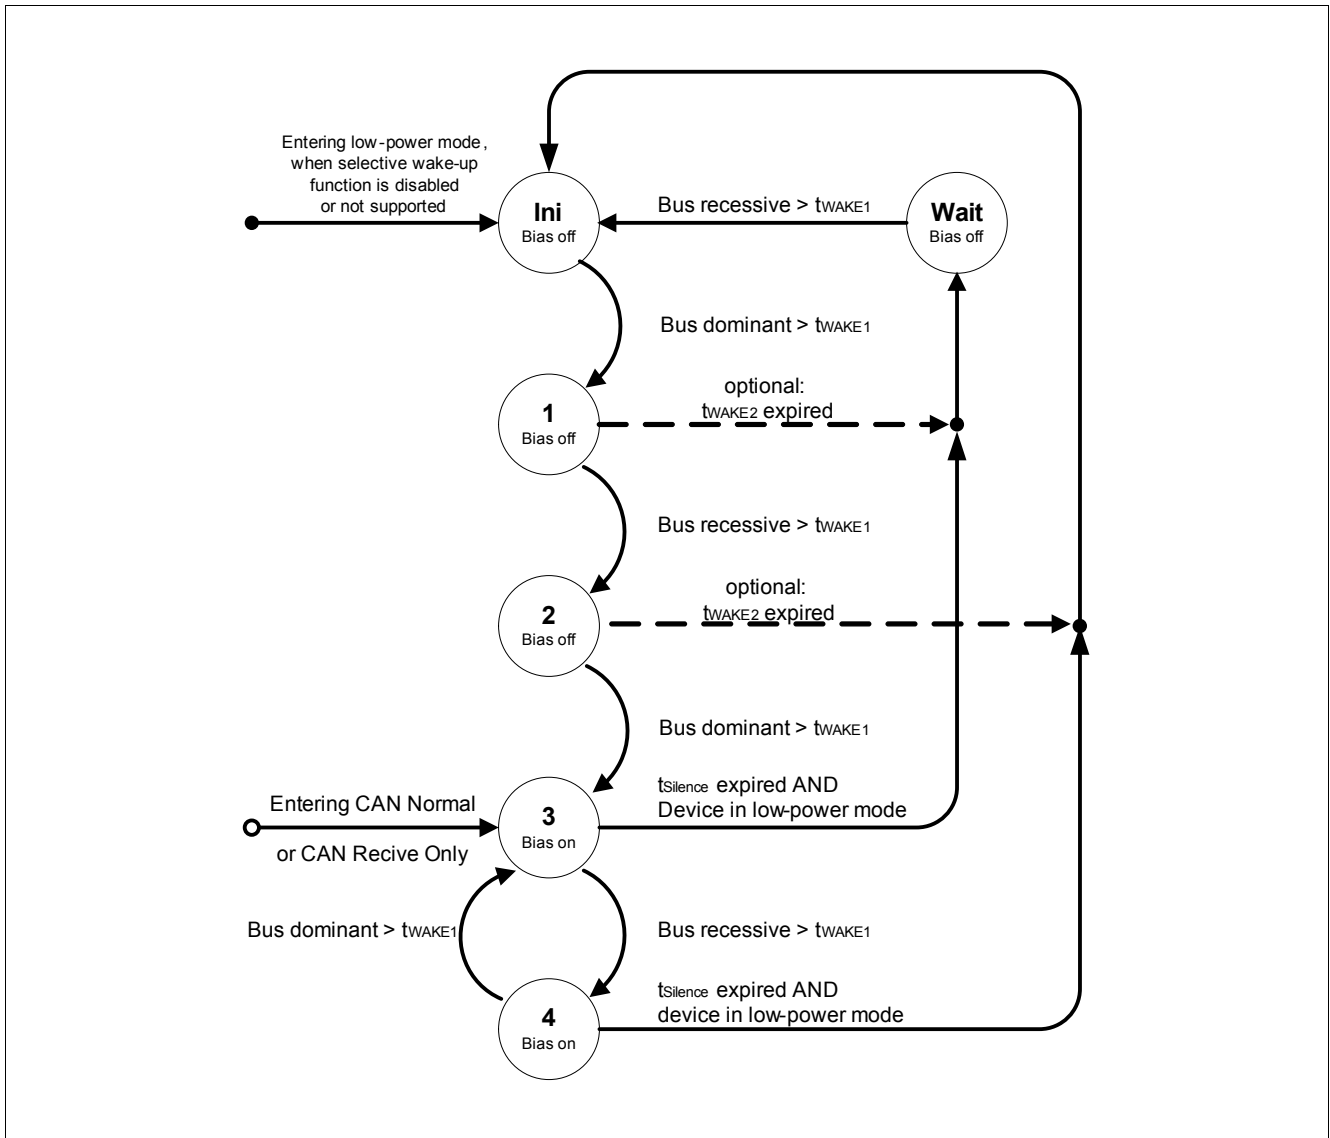 Entering low-power mode,
when selective wake-up
function is disabled
or not supported
Ini
Bias off
Bus recessive > tWAKE1
Wait
Bias off
Bus dominant > tWAKE1
1
Bias off
optional:
tWAKE2 expired
Bus recessive > tWAKE1
2
Bias off
optional:
tWAKE2 expired
Bus dominant > tWAKE1
Entering CAN Normal
or CAN Recive Only
3
Bias on
tSilence expired AND
Device in low-power mode
Bus dominant > tWAKE1
Bus recessive > tWAKE1
4
Bias on
tSilence expired AND
device in low-power mode